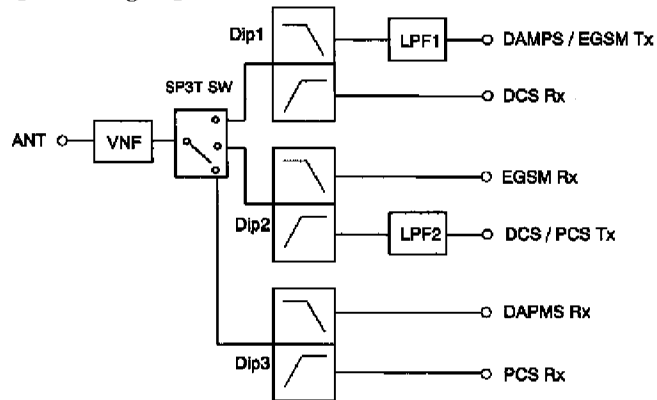 Dip1
LPF1
DAMPS / EGSM Tx
SP3T SW
DCS Rx
ANT
VNF
EGSM Rx
Dip2
LPF2
DCS / PCS Tx
DAPMS Rx
Dip3
PCS Rx